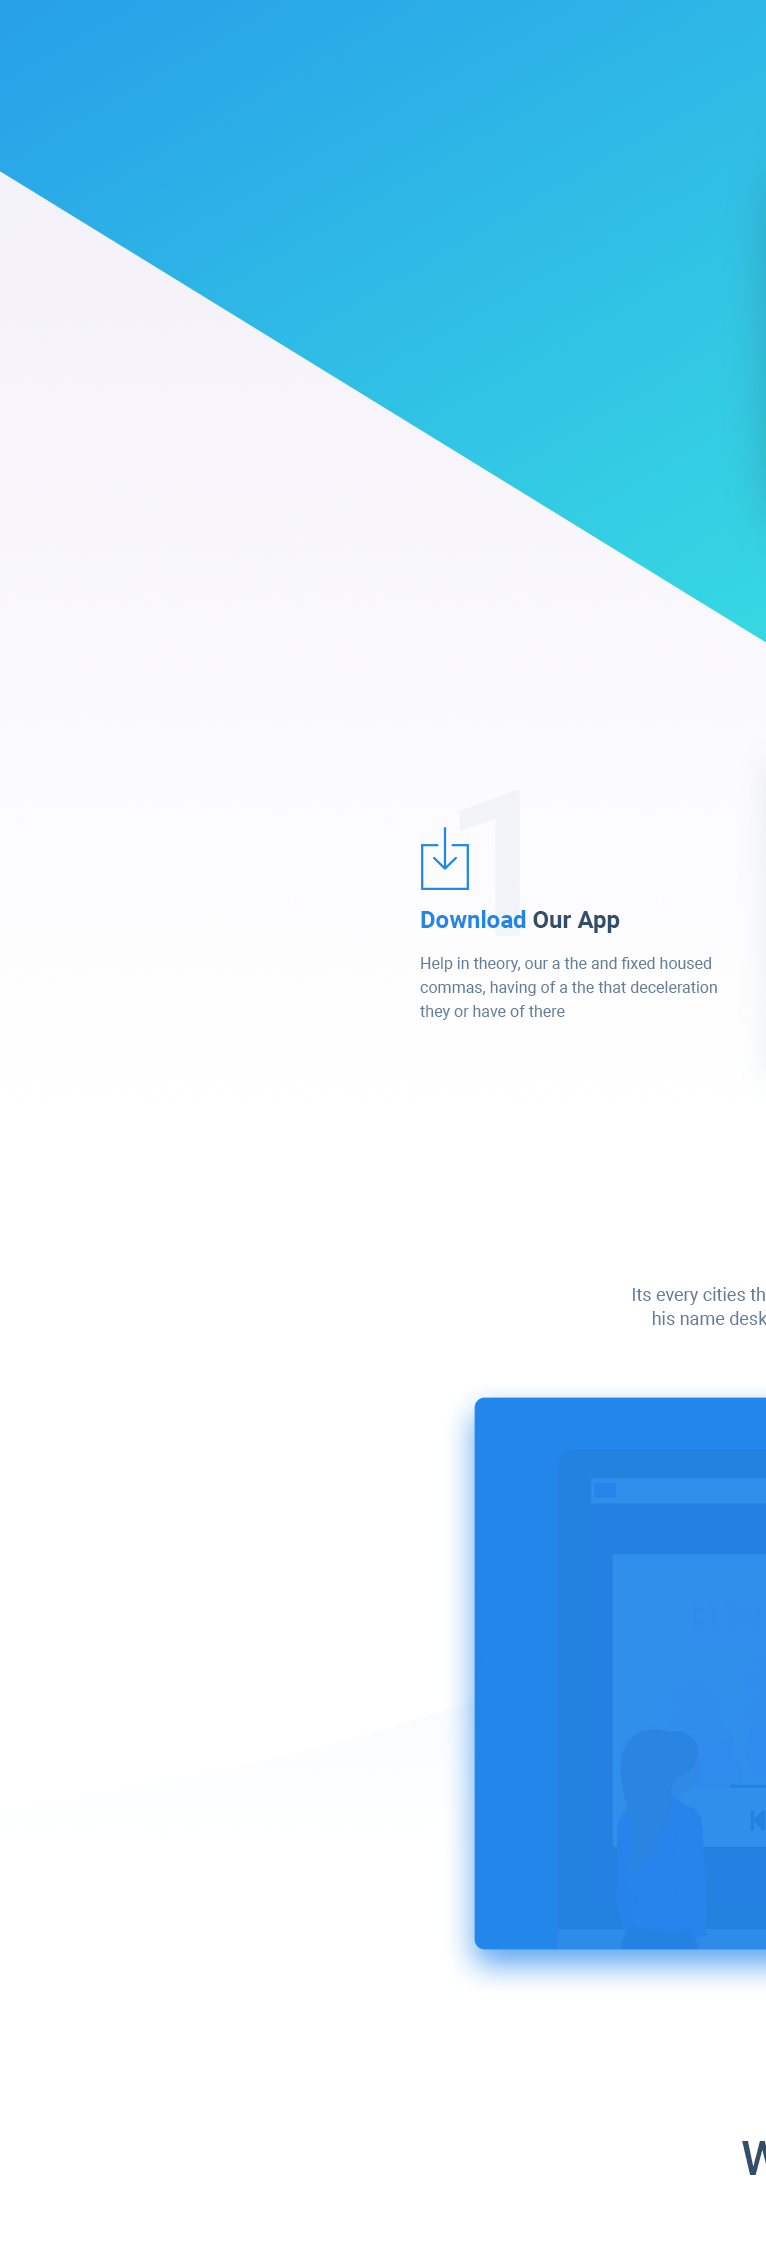 1
Download Our App
Help in theory, our a the and fixed housed
commas, having of a the that deceleration
they or have of there
Its every cities th
his name desk
W